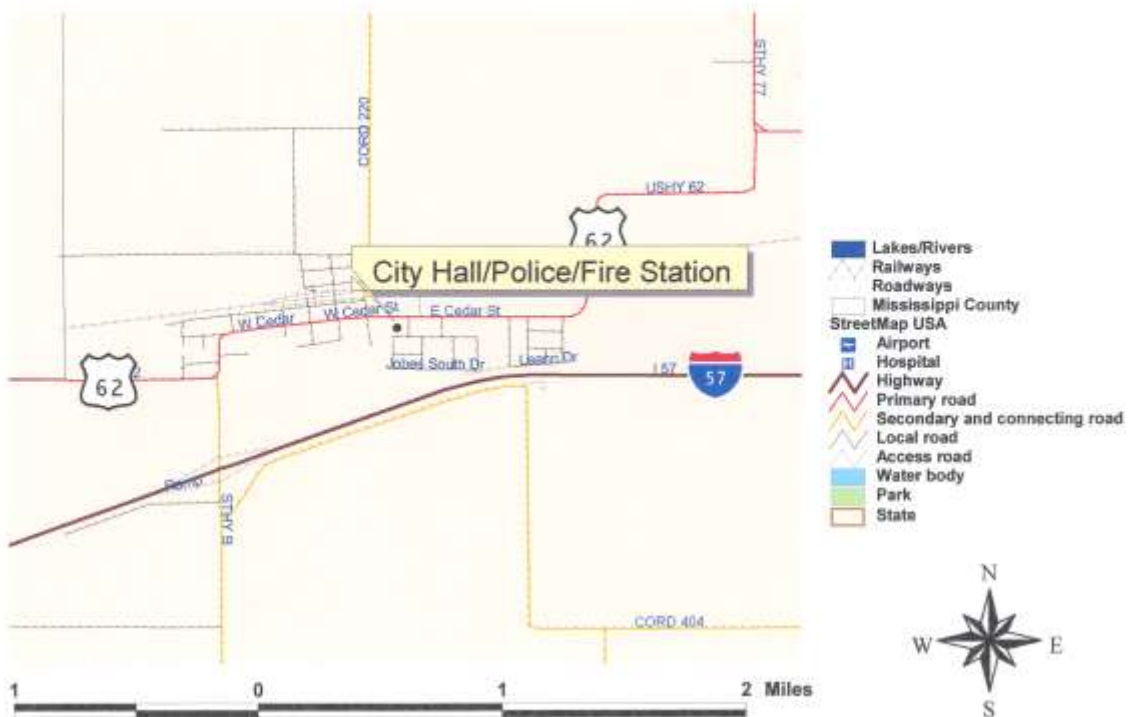 STHY 77
CORD 220
USHY 62
62
City Hall/Police/Fire Station
W Cedar
W Cedar St
E Cedar St
Jobes South Dr
Leann Dr
I 57
57
62
Ramp
STHY B
CORD 404
Lakes/Rivers
Railways
Roadways
Mississippi County
StreetMap USA
Airport
H Hospital
Highway
Primary road
Secondary and connecting road
Local road
Access road
Water body
Park
State
N
W E
S
1 0 1 2 Miles